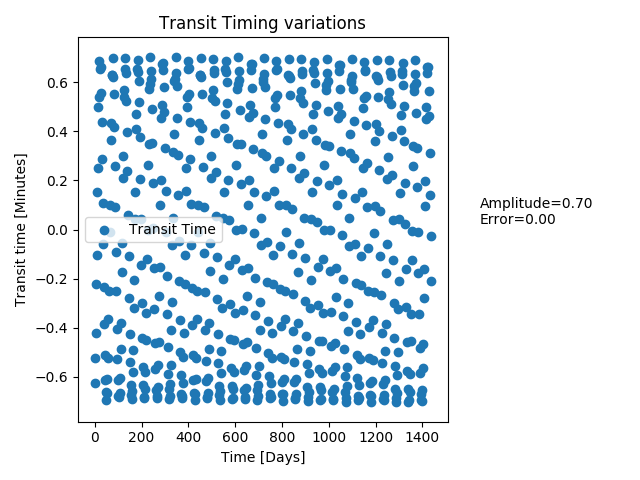 Transit Timing variations
Transit time [Minutes]
0.6
0.4
0.2
0.0
−0.2
−0.4
−0.6
Transit Time
Amplitude=0.70
Error=0.00
0
200
400
600
800
1000
1200
1400
Time [Days]